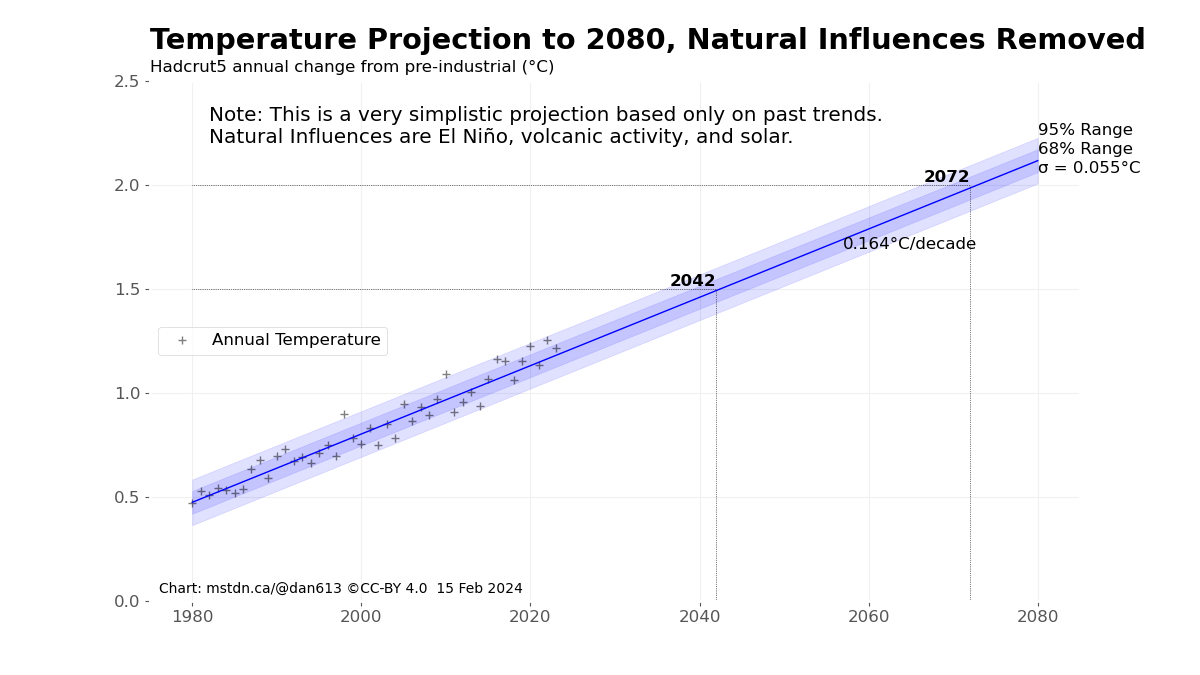 Temperature Projection to 2080, Natural Influences Removed
Hadcrut5 annual change from pre-industrial (°C)
2.5
Note: This is a very simplistic projection based only on past trends.
Natural Influences are El Niño, volcanic activity, and solar.
95% Range
68% Range
σ = 0.055°C
2072
2.0
0.164°C/decade
2042
1.5
Annual Temperature
1.0
0.5
Chart: mstdn.ca/@dan613 ©CC-BY 4.0  15 Feb 2024
0.0
1980 2000 2020 2040 2060 2080